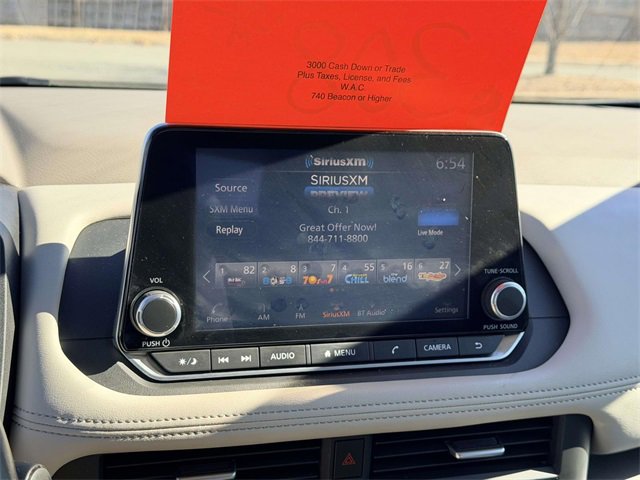 3000 Cash Down or Trade
Plus Taxes, License, and Fees
W.A.C
740 Beacon or Higher
SiriusXM
6:54
SIRIUSXM
PREVIEW
Source
SXM Menu
Ch. 1
Replay
Great Offer Now!
844-711-8800
Live Mode
1 82
2 8
3 7
4 55
5 16
6 27
CHILL
blend
Phone
AM
FM
SiriusXM
BT Audio
Settings
VOL
TUNE·SCROLL
PUSH
PUSH SOUND
AUDIO
MENU
CAMERA